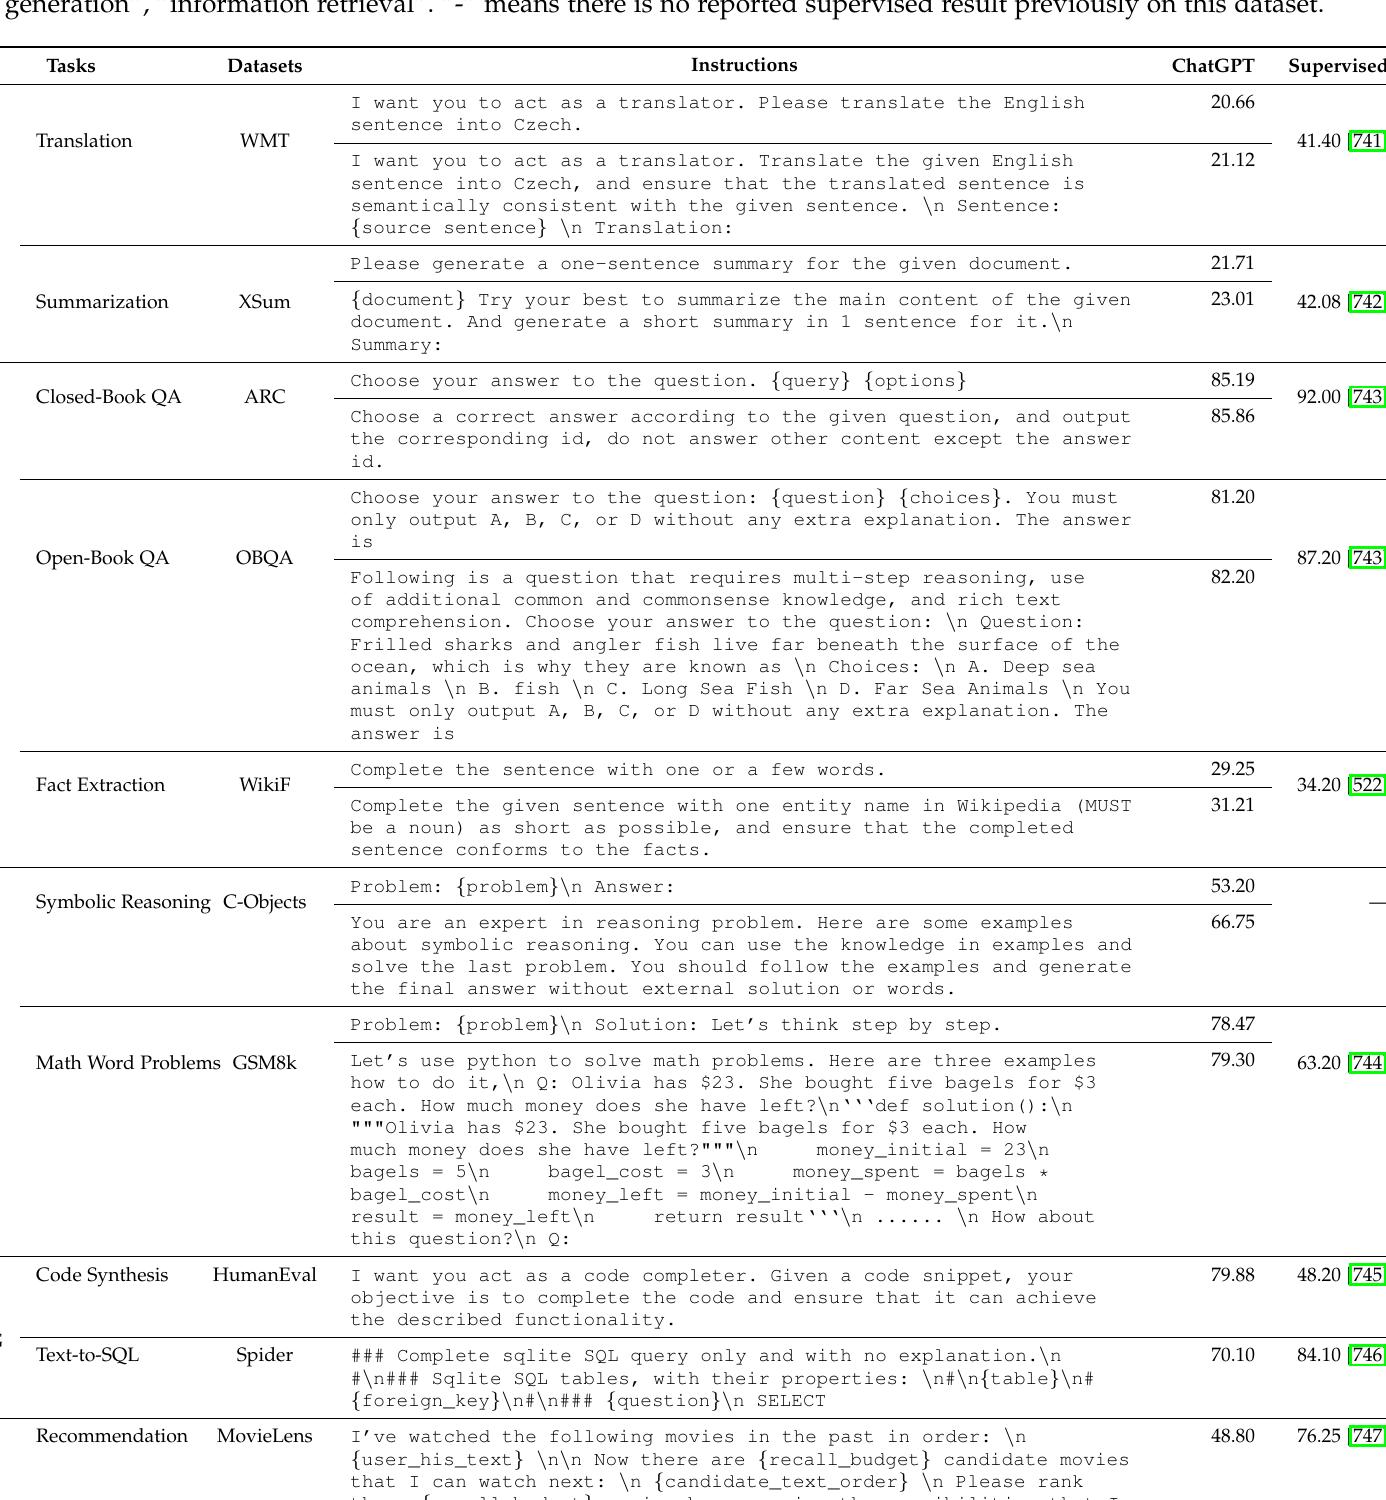 generation", "information retrieval". "-" means there is no reported supervised result previously on this dataset.
Tasks Datasets Instructions ChatGPT Supervised
I want you to act as a translator. Please translate the English 20.66
sentence into Czech.
Translation WMT 41.40 [741]
I want you to act as a translator. Translate the given English 21.12
sentence into Czech, and ensure that the translated sentence is
semantically consistent with the given sentence. \n Sentence:
{source sentence} \n Translation:
Please generate a one-sentence summary for the given document. 21.71
Summarization XSum {document} Try your best to summarize the main content of the given 23.01 42.08 [742]
document. And generate a short summary in 1 sentence for it.\n
Summary:
Choose your answer to the question. {query} {options} 85.19
Closed-Book QA ARC 92.00 [743]
Choose a correct answer according to the given question, and output 85.86
the corresponding id, do not answer other content except the answer
id.
Choose your answer to the question: {question} {choices}. You must 81.20
only output A, B, C, or D without any extra explanation. The answer
is
Open-Book QA OBQA 87.20 [743]
Following is a question that requires multi-step reasoning, use 82.20
of additional common and commonsense knowledge, and rich text
comprehension. Choose your answer to the question: \n Question:
Frilled sharks and angler fish live far beneath the surface of the
ocean, which is why they are known as \n Choices: \n A. Deep sea
animals \n B. fish \n C. Long Sea Fish \n D. Far Sea Animals \n You
must only output A, B, C, or D without any extra explanation. The
answer is
Complete the sentence with one or a few words. 29.25
Fact Extraction WikiF 34.20 [522]
Complete the given sentence with one entity name in Wikipedia (MUST 31.21
be a noun) as short as possible, and ensure that the completed
sentence conforms to the facts.
Problem: {problem}\n Answer: 53.20
Symbolic Reasoning C-Objects —
You are an expert in reasoning problem. Here are some examples 66.75
about symbolic reasoning. You can use the knowledge in examples and
solve the last problem. You should follow the examples and generate
the final answer without external solution or words.
Problem: {problem}\n Solution: Let's think step by step. 78.47
Math Word Problems GSM8k Let's use python to solve math problems. Here are three examples 79.30 63.20 [744]
how to do it,\n Q: Olivia has $23. She bought five bagels for $3
each. How much money does she have left?\n```def solution():\n
"""Olivia has $23. She bought five bagels for $3 each. How
much money does she have left?"""\n money_initial = 23\n
bagels = 5\n bagel_cost = 3\n money_spent = bagels *
bagel_cost\n money_left = money_initial - money_spent\n
result = money_left\n return result```\n ...... \n How about
this question?\n Q:
Code Synthesis HumanEval I want you act as a code completer. Given a code snippet, your 79.88 48.20 [745]
objective is to complete the code and ensure that it can achieve
the described functionality.
Text-to-SQL Spider ### Complete sqlite SQL query only and with no explanation.\n 70.10 84.10 [746]
#\n### Sqlite SQL tables, with their properties: \n#\n{table}\n#
{foreign_key}\n#\n### {question}\n SELECT
Recommendation MovieLens I've watched the following movies in the past in order: \n 48.80 76.25 [747]
{user_his_text} \n\n Now there are {recall_budget} candidate movies
that I can watch next: \n {candidate_text_order} \n Please rank